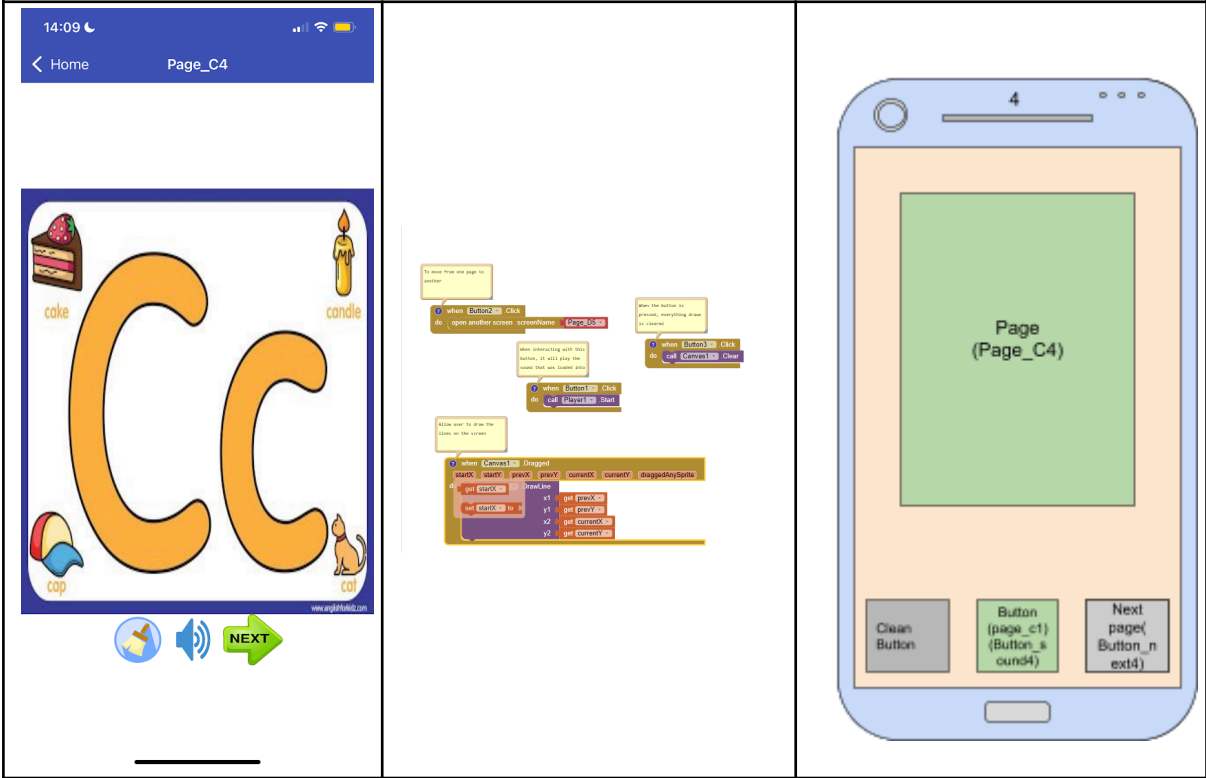 14:09
Home
Page_C4
cake
candle
Cc
cap
cat
www.englishforkidz.com
NEXT
To move from one page to
another
when Button2 .Click
do open another screen screenName Page_D5
When the button is
pressed, everything drawn
is cleared
when Button3 .Click
do call Canvas1 .Clear
When interacting with this
button, it will play the
sound that was loaded into
when Button1 .Click
do call Player1 .Start
Allow user to draw the
lines on the screen
when Canvas1 .Dragged
startX startY prevX prevY currentX currentY draggedAnySprite
get startX
set startX to
DrawLine
x1 get prevX
y1 get prevY
x2 get currentX
y2 get currentY
4
Page
(Page_C4)
Clean
Button
Button
(page_c1)
(Button_s
ound4)
Next
page(
Button_n
ext4)